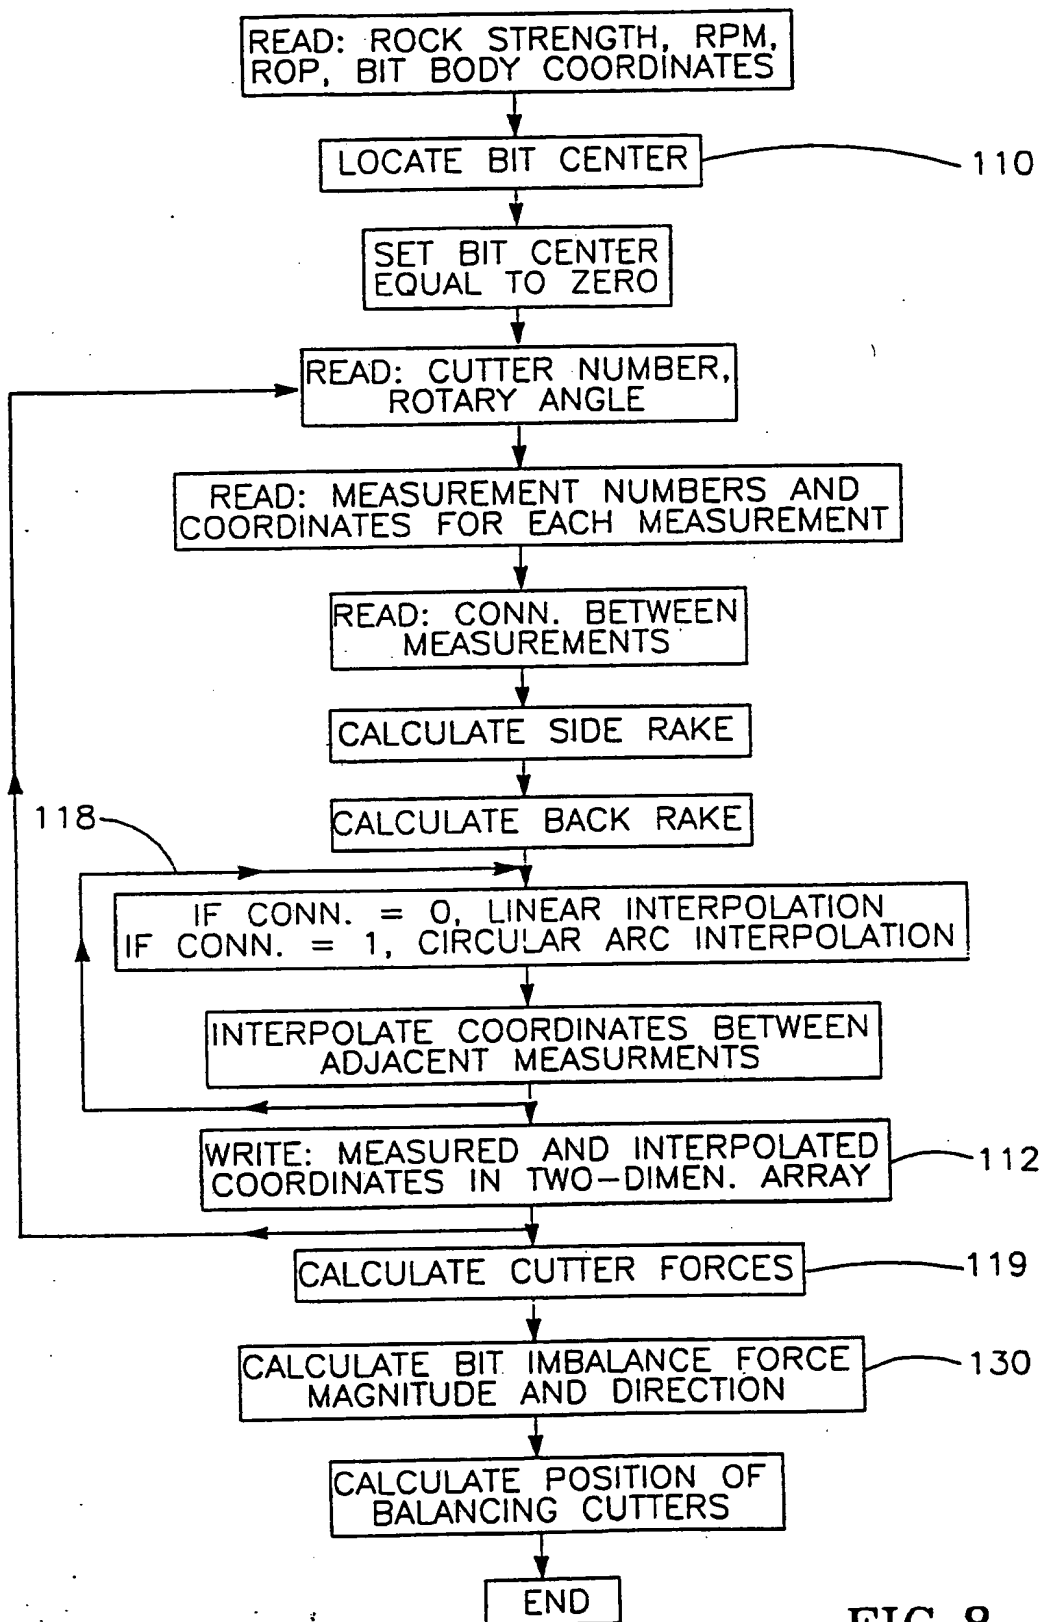 READ: ROCK STRENGTH, RPM,
ROP, BIT BODY COORDINATES
LOCATE BIT CENTER
110
SET BIT CENTER
EQUAL TO ZERO
READ: CUTTER NUMBER,
ROTARY ANGLE
READ: MEASUREMENT NUMBERS AND
COORDINATES FOR EACH MEASUREMENT
READ: CONN. BETWEEN
MEASUREMENTS
CALCULATE SIDE RAKE
118
CALCULATE BACK RAKE
IF CONN. = 0, LINEAR INTERPOLATION
IF CONN. = 1, CIRCULAR ARC INTERPOLATION
INTERPOLATE COORDINATES BETWEEN
ADJACENT MEASURMENTS
WRITE: MEASURED AND INTERPOLATED
COORDINATES IN TWO-DIMEN. ARRAY
112
CALCULATE CUTTER FORCES
119
CALCULATE BIT IMBALANCE FORCE
MAGNITUDE AND DIRECTION
130
CALCULATE POSITION OF
BALANCING CUTTERS
END
FIG. 8